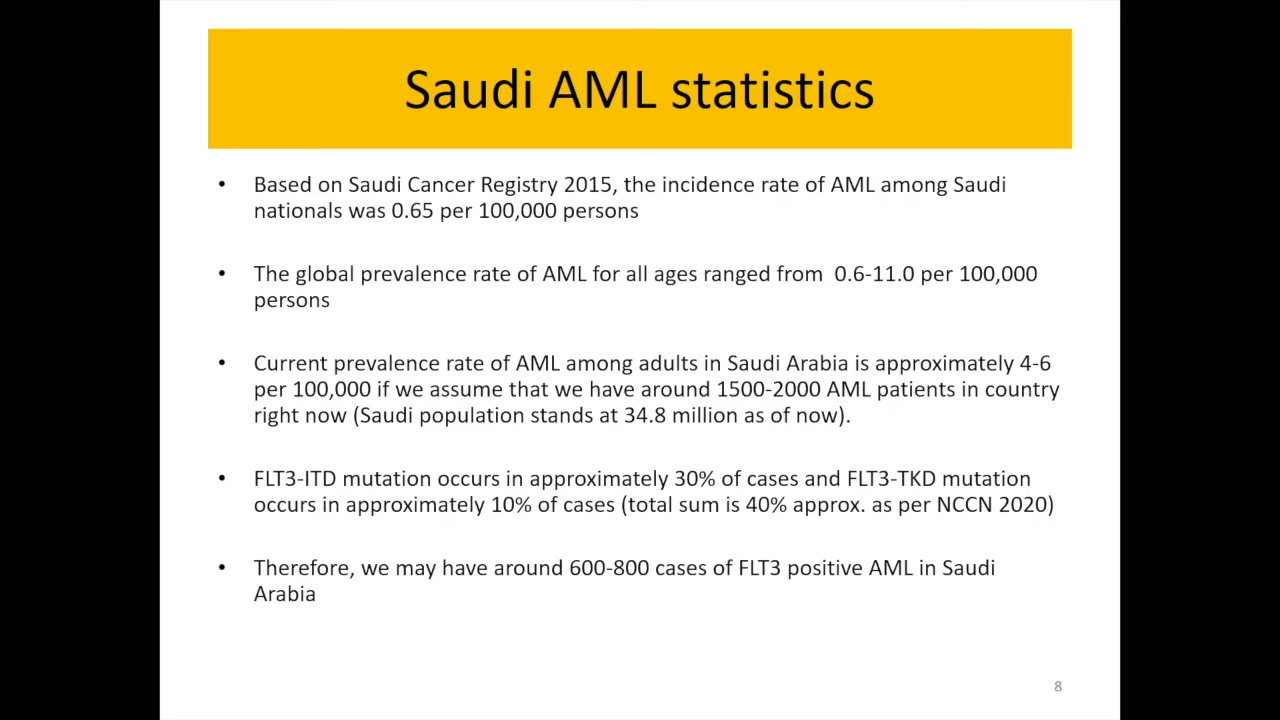 Saudi AML statistics
• Based on Saudi Cancer Registry 2015, the incidence rate of AML among Saudi
nationals was 0.65 per 100,000 persons
• The global prevalence rate of AML for all ages ranged from  0.6-11.0 per 100,000
persons
• Current prevalence rate of AML among adults in Saudi Arabia is approximately 4-6
per 100,000 if we assume that we have around 1500-2000 AML patients in country
right now (Saudi population stands at 34.8 million as of now).
• FLT3-ITD mutation occurs in approximately 30% of cases and FLT3-TKD mutation
occurs in approximately 10% of cases (total sum is 40% approx. as per NCCN 2020)
• Therefore, we may have around 600-800 cases of FLT3 positive AML in Saudi
Arabia
8